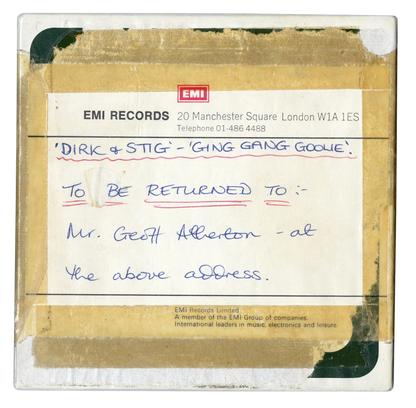 EMI
EMI RECORDS 20 Manchester Square London W1A 1ES
Telephone 01-486 4488
'DIRK & STIG' - 'GING GANG GOOLIE'.
TO BE RETURNED TO :-
Mr. Geoff Atherton - at
the above address.
EMI Records Limited
A member of the EMI Group of companies.
International leaders in music, electronics and leisure.